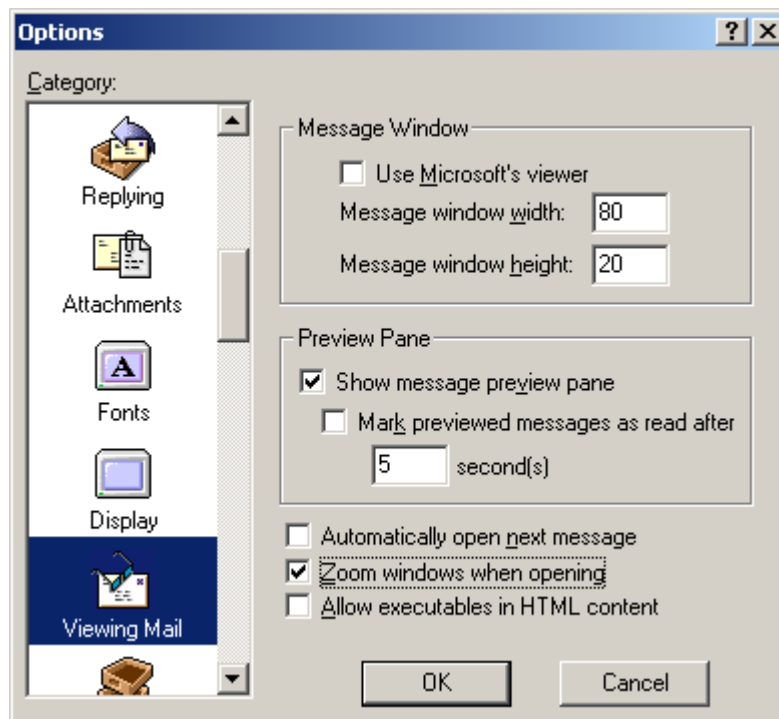 Options
Category:
Replying
Attachments
Fonts
Display
Viewing Mail
Message Window
Use Microsoft's viewer
Message window width: 80
Message window height: 20
Preview Pane
Show message preview pane
Mark previewed messages as read after
5 second(s)
Automatically open next message
Zoom windows when opening
Allow executables in HTML content
OK Cancel